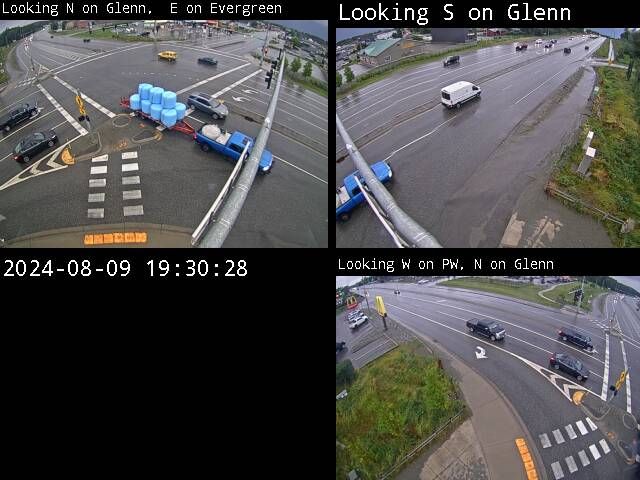 Looking N on Glenn,  E on Evergreen
Looking S on Glenn
2024-08-09 19:30:28
Looking W on PW, N on Glenn